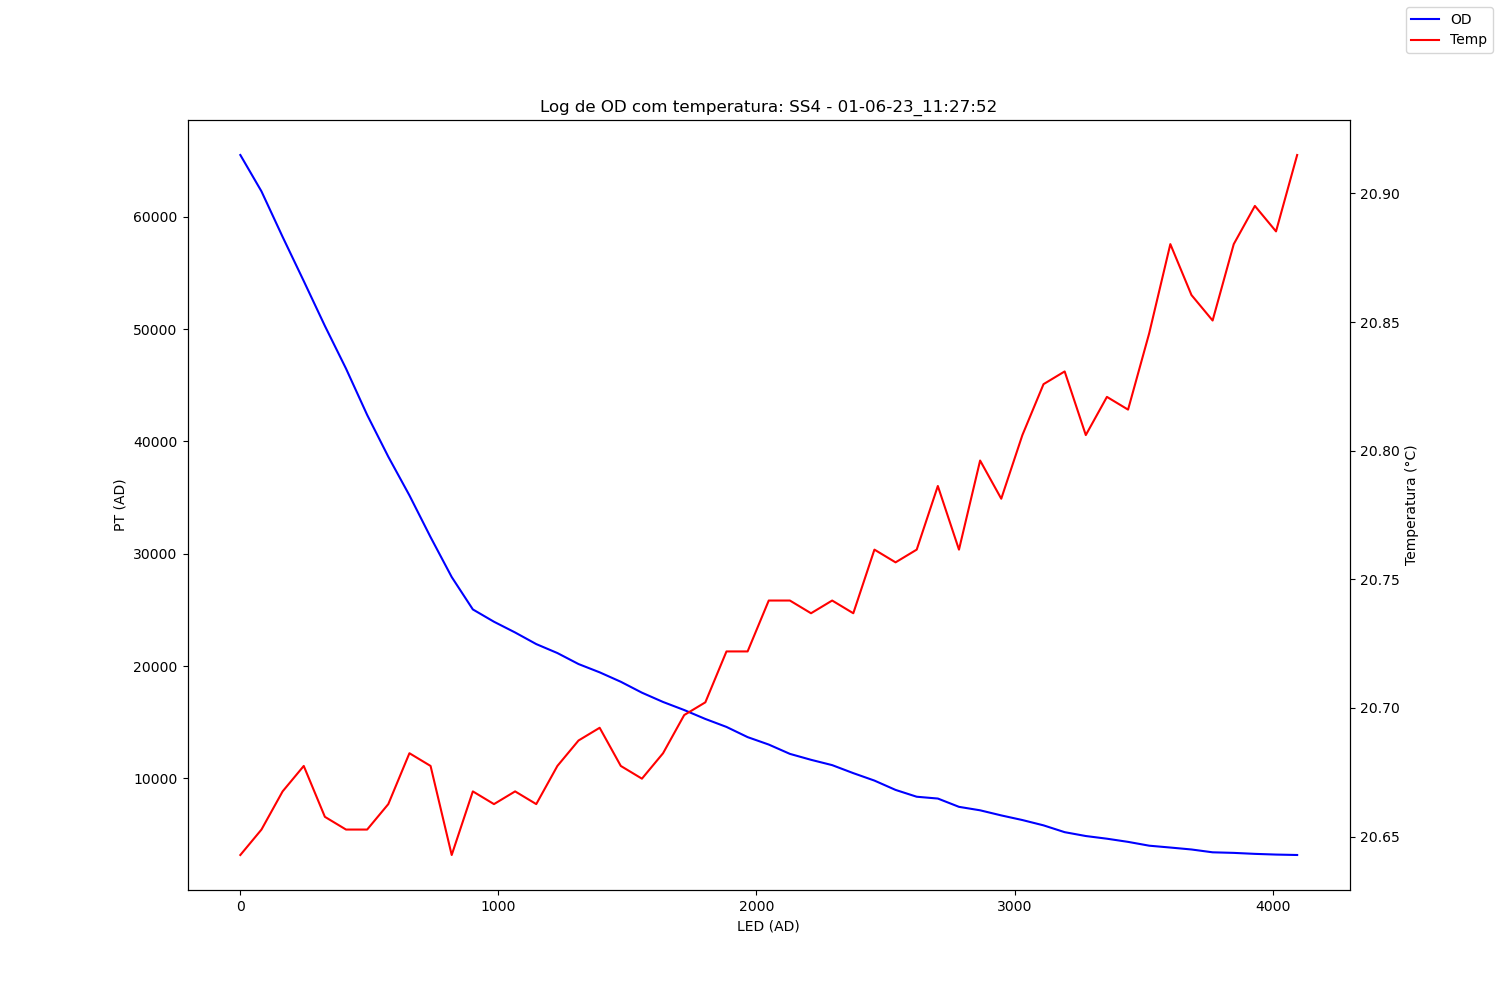 OD
Temp
Log de OD com temperatura: SS4 - 01-06-23_11:27:52
PT (AD)
60000
50000
40000
30000
20000
10000
20.90
20.85
20.80
20.75
20.70
20.65
Temperatura (°C)
0 1000 2000 3000 4000
LED (AD)